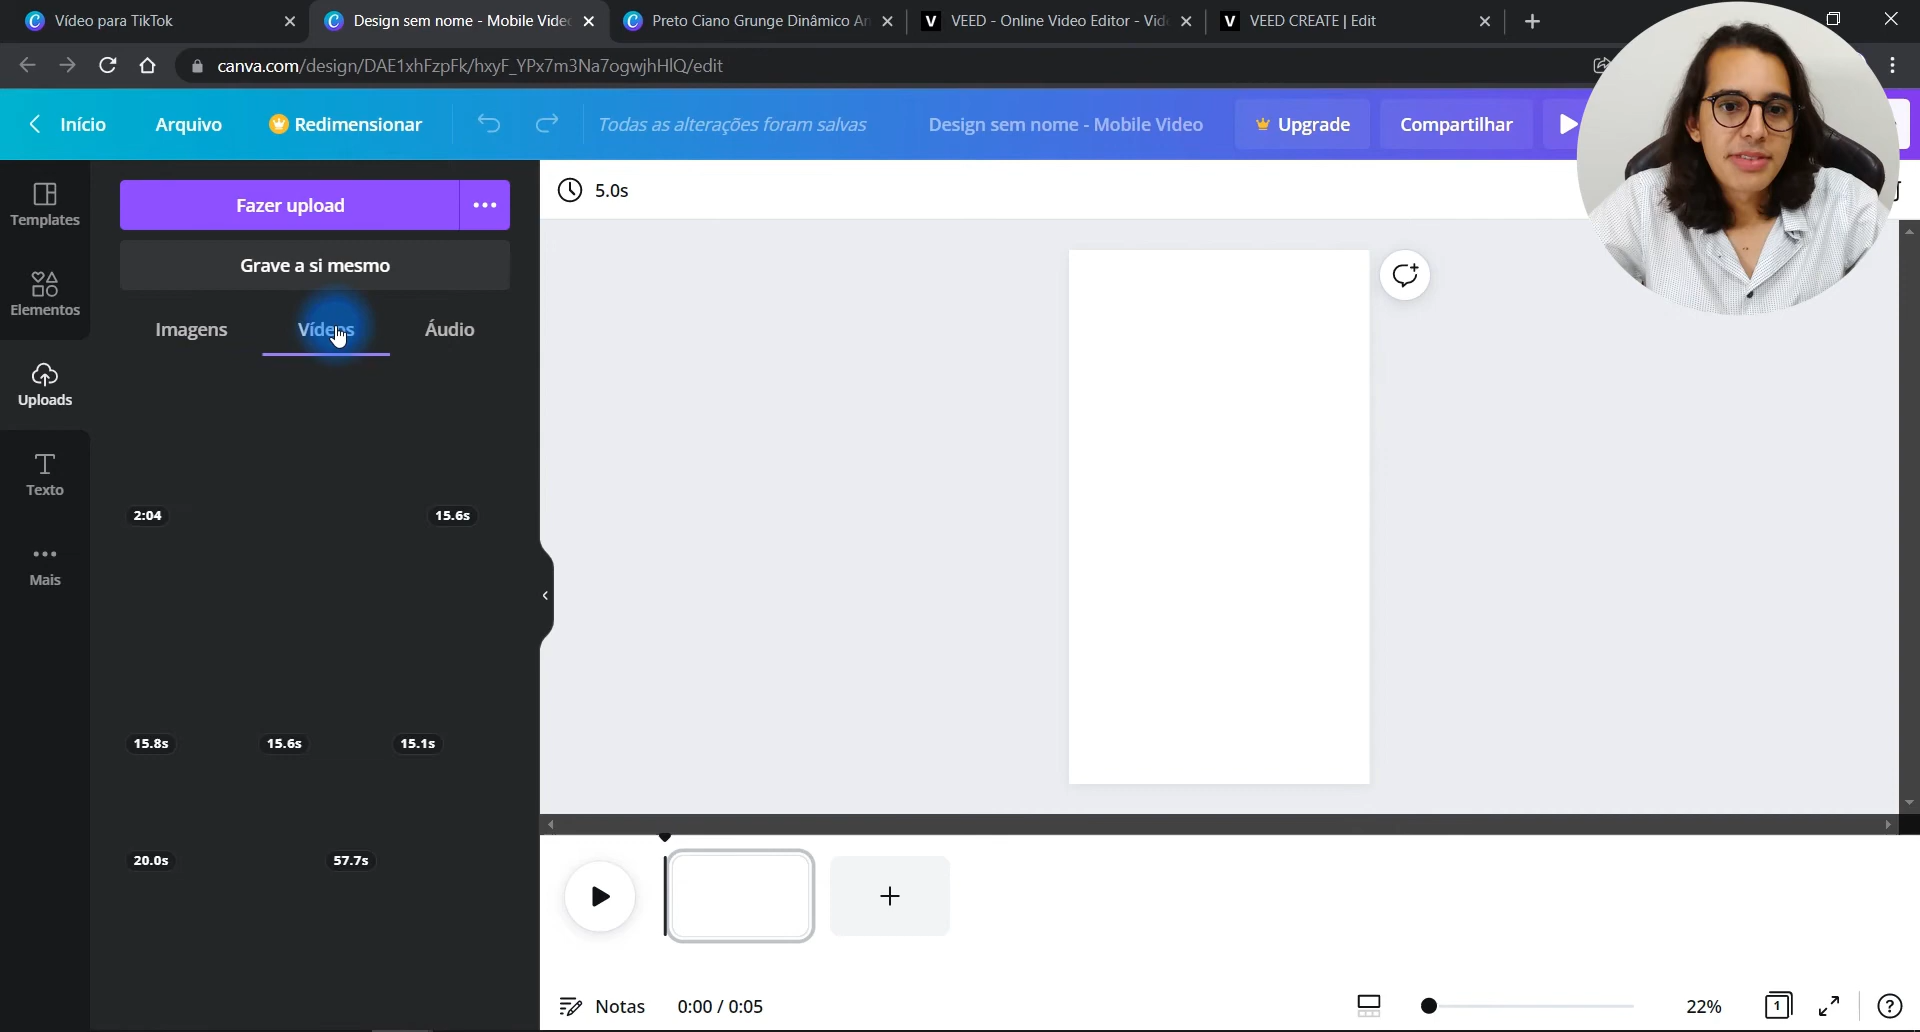 Vídeo para TikTok
Design sem nome - Mobile Video
Preto Ciano Grunge Dinâmico An
VEED - Online Video Editor - Vid
VEED CREATE | Edit
canva.com/design/DAE1xhFzpFk/hxyF_YPx7m3Na7ogwjhHlQ/edit
Início
Arquivo
Redimensionar
Todas as alterações foram salvas
Design sem nome - Mobile Video
Upgrade
Compartilhar
Templates
Elementos
Uploads
Texto
Mais
Fazer upload
Grave a si mesmo
Imagens
Vídeos
Áudio
2:04
15.6s
15.8s
15.6s
15.1s
20.0s
57.7s
5.0s
Notas
0:00 / 0:05
22%
1